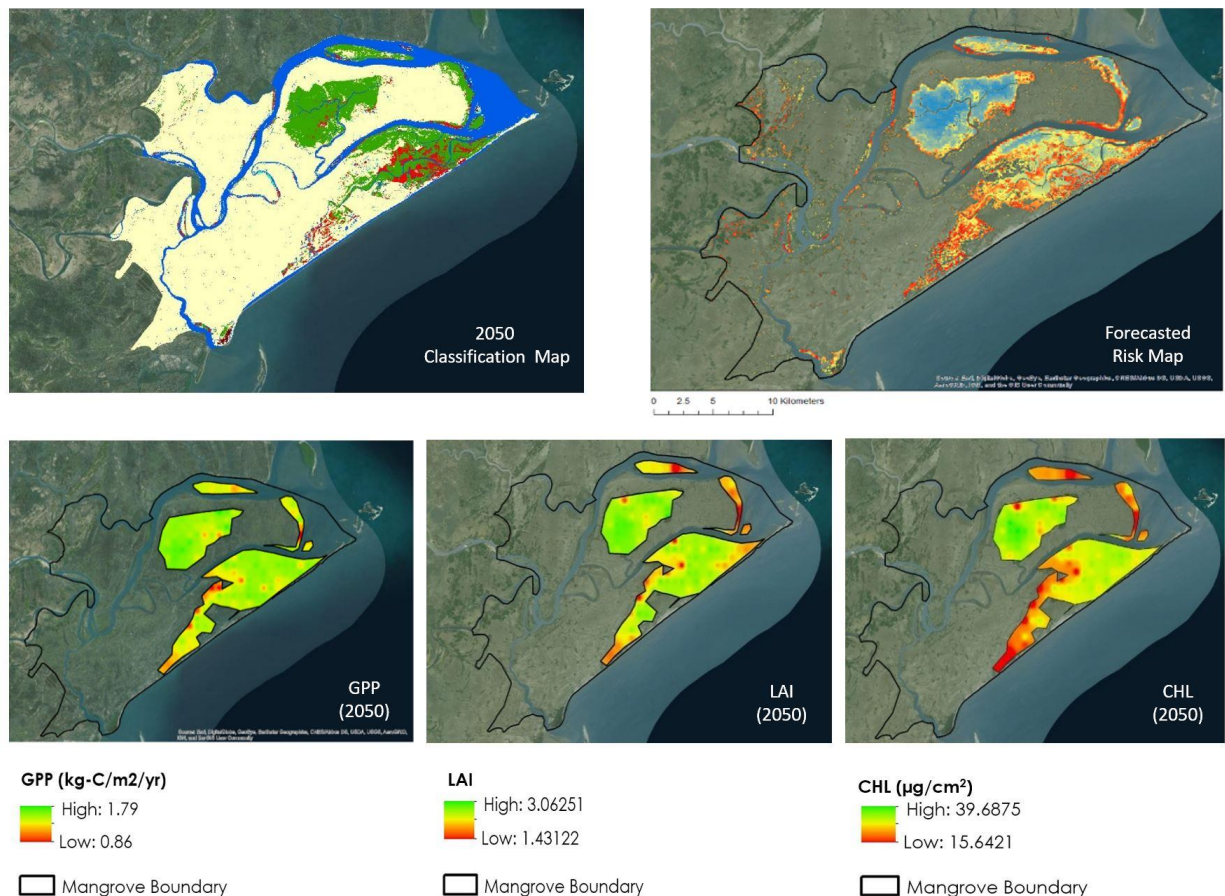 2050
Classification Map
Forecasted
Risk Map
0 2.5 5 10 Kilometers
GPP
(2050)
LAI
(2050)
CHL
(2050)
GPP (kg-C/m2/yr)
High: 1.79
Low: 0.86
Mangrove Boundary
LAI
High: 3.06251
Low: 1.43122
Mangrove Boundary
CHL (µg/cm²)
High: 39.6875
Low: 15.6421
Mangrove Boundary